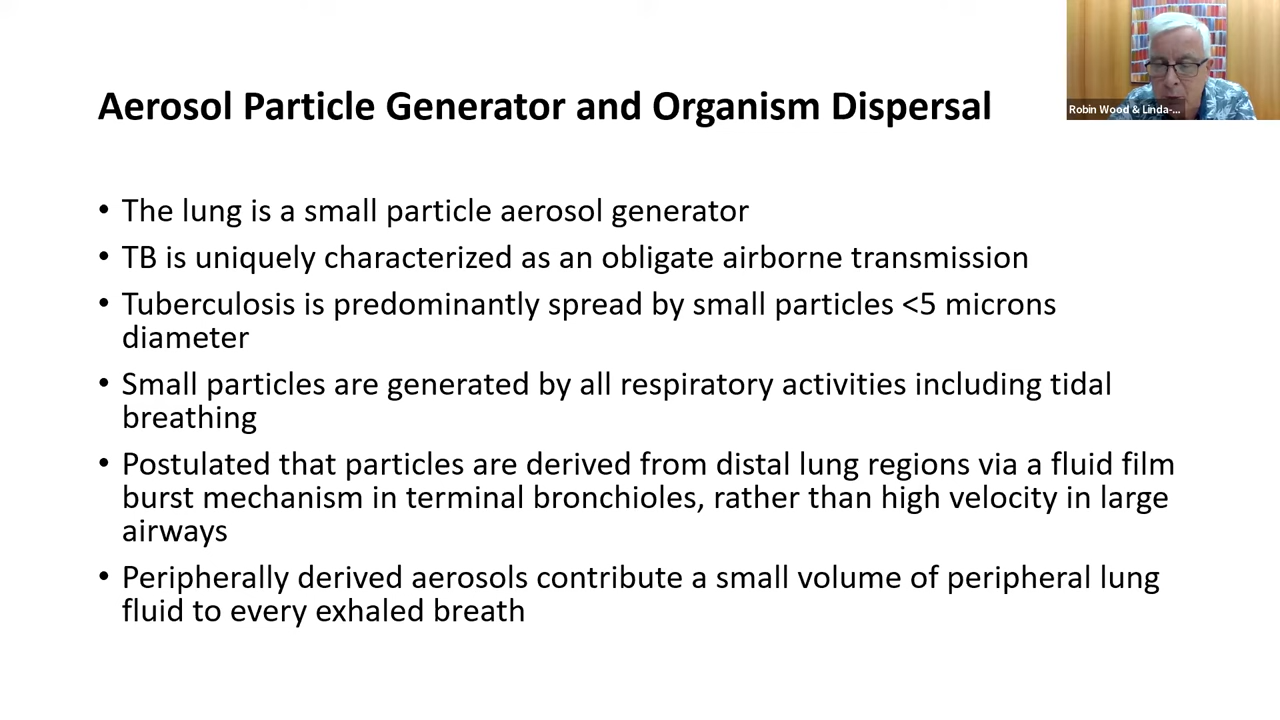 Robin Wood & Linda-...
Aerosol Particle Generator and Organism Dispersal
• The lung is a small particle aerosol generator
• TB is uniquely characterized as an obligate airborne transmission
• Tuberculosis is predominantly spread by small particles <5 microns
diameter
• Small particles are generated by all respiratory activities including tidal
breathing
• Postulated that particles are derived from distal lung regions via a fluid film
burst mechanism in terminal bronchioles, rather than high velocity in large
airways
• Peripherally derived aerosols contribute a small volume of peripheral lung
fluid to every exhaled breath